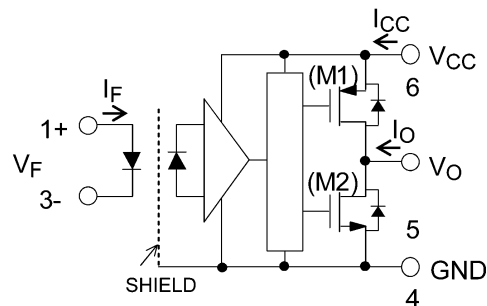 ICC
VCC
(M1)
6
IF
1+
IO
VF
VO
(M2)
3-
5
GND
SHIELD
4